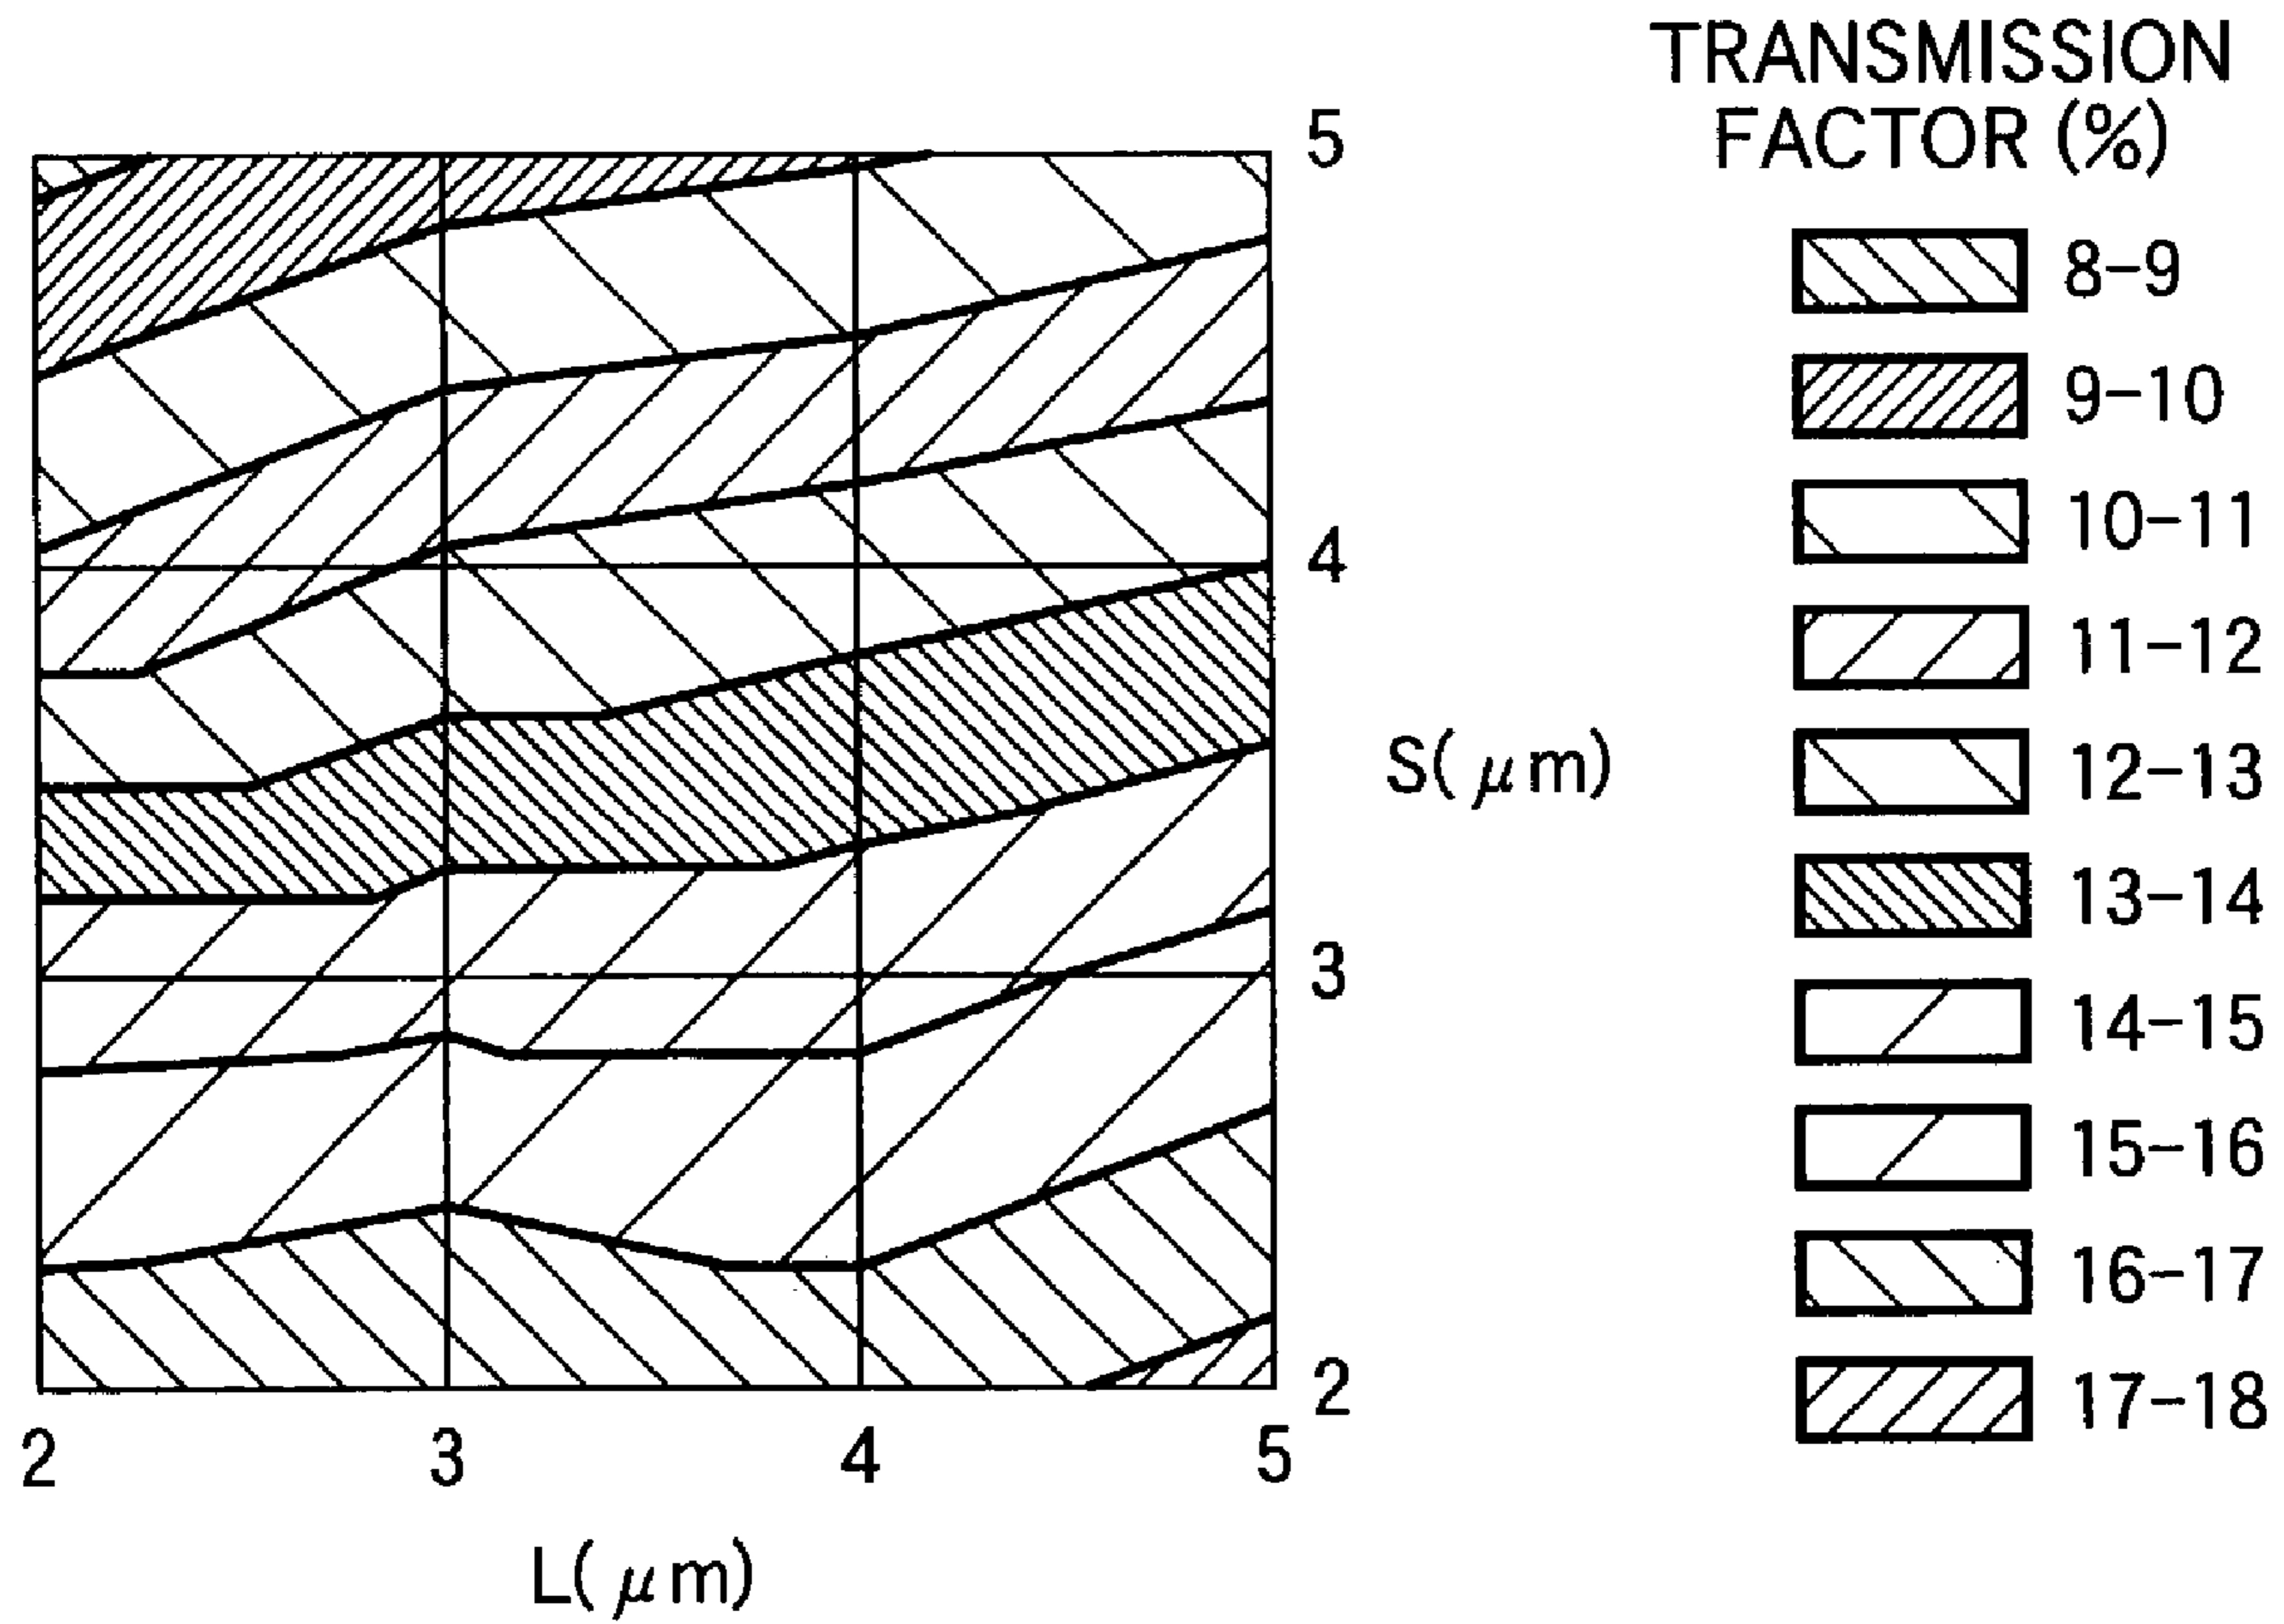 TRANSMISSION
FACTOR (%)
8-9
9-10
10-11
11-12
12-13
13-14
14-15
15-16
16-17
17-18
5
4
3
2
S(μm)
2 3 4 5
L(μm)